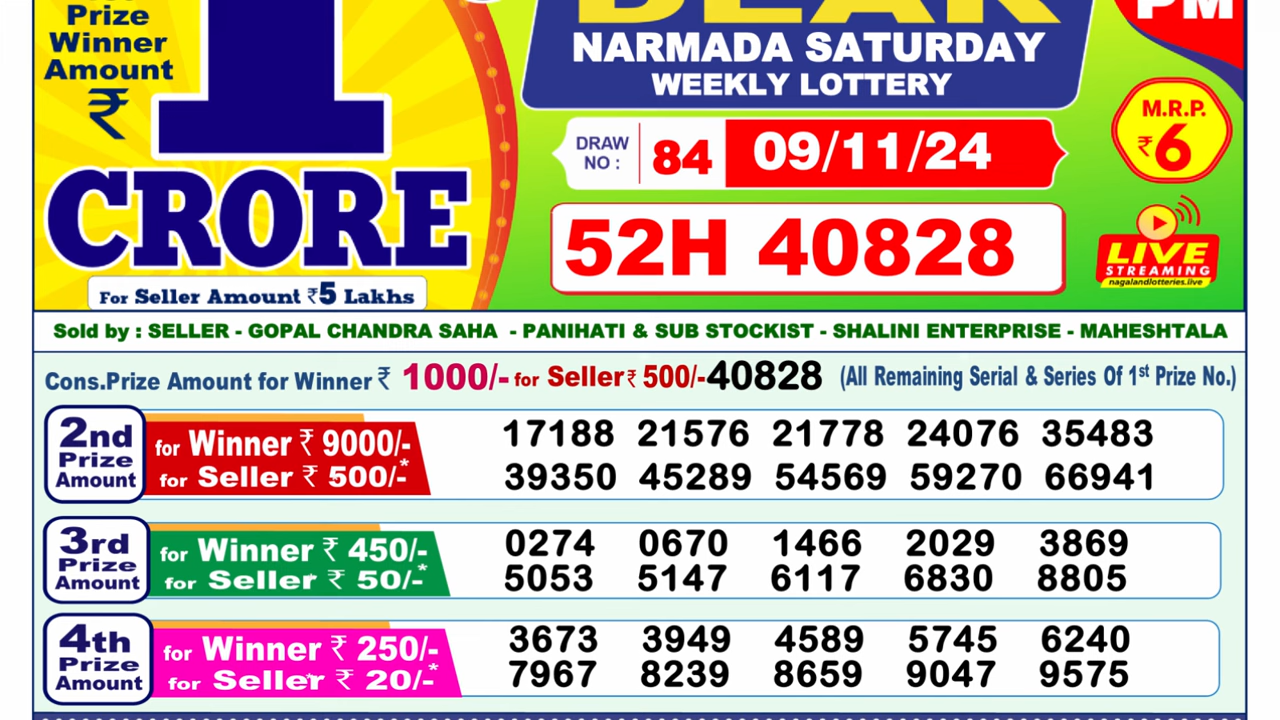 Prize
Winner
Amount
₹
1
CRORE
For Seller Amount ₹5 Lakhs
DEAR
NARMADA SATURDAY
WEEKLY LOTTERY
PM
M.R.P.
₹6
DRAW
NO :
84
09/11/24
52H 40828
LIVE
STREAMING
nagalandlotteries.live
Sold by : SELLER - GOPAL CHANDRA SAHA - PANIHATI & SUB STOCKIST - SHALINI ENTERPRISE - MAHESHTALA
Cons.Prize Amount for Winner ₹ 1000/- for Seller ₹ 500/- 40828 (All Remaining Serial & Series Of 1st Prize No.)
2nd
Prize
Amount
for Winner ₹ 9000/-
for Seller ₹ 500/-*
17188 21576 21778 24076 35483
39350 45289 54569 59270 66941
3rd
Prize
Amount
for Winner ₹ 450/-
for Seller ₹ 50/-*
0274 0670 1466 2029 3869
5053 5147 6117 6830 8805
4th
Prize
Amount
for Winner ₹ 250/-
for Seller ₹ 20/-*
3673 3949 4589 5745 6240
7967 8239 8659 9047 9575